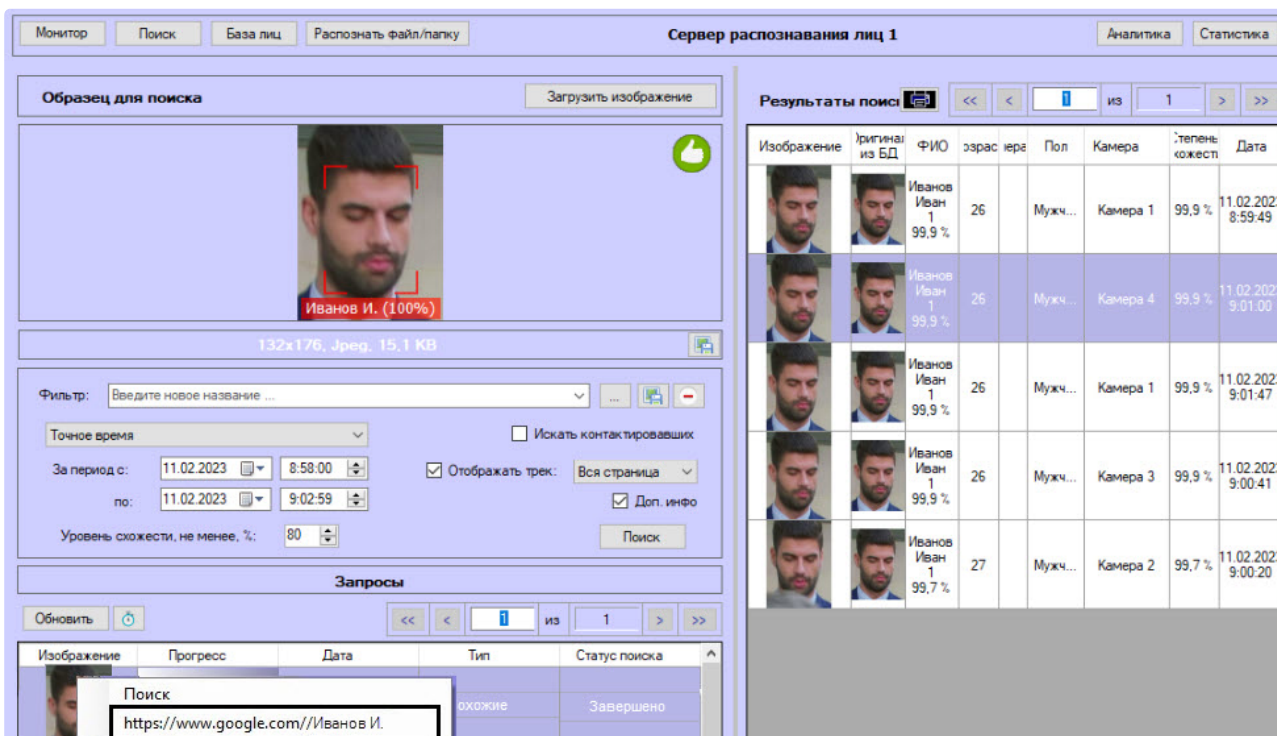 Монитор Поиск База лиц Распознать файл/папку Сервер распознавания лиц 1 Аналитика Статистика
Образец для поиска Загрузить изображение
Иванов И. (100%)
132x176, Jpeg, 15,1 KB
Фильтр: Введите новое название ... ...
Точное время Искать контактировавших
За период с: 11.02.2023 8:58:00 Отображать трек: Вся страница
по: 11.02.2023 9:02:59 Доп. инфо
Уровень схожести, не менее, %: 80 Поиск
Запросы
Обновить << < 1 из 1 > >>
Изображение Прогресс Дата Тип Статус поиска
охожие Завершено
Поиск
https://www.google.com//Иванов И.
Результаты << < 1 из 1 > >>
Изображение из БД ФИО Пол Камера Дата
Иванов
Иван
1
99,9 %
26 Мужч... Камера 1 99,9 % 11.02.202
8:59:49
Иванов
Иван
1
99,9 %
26 Мужч... Камера 4 99,9 % 11.02.202
9:01:00
Иванов
Иван
1
99,9 %
26 Мужч... Камера 1 99,9 % 11.02.202
9:01:47
Иванов
Иван
1
99,9 %
26 Мужч... Камера 3 99,9 % 11.02.202
9:00:41
Иванов
Иван
1
99,7 %
27 Мужч... Камера 2 99,7 % 11.02.202
9:00:20